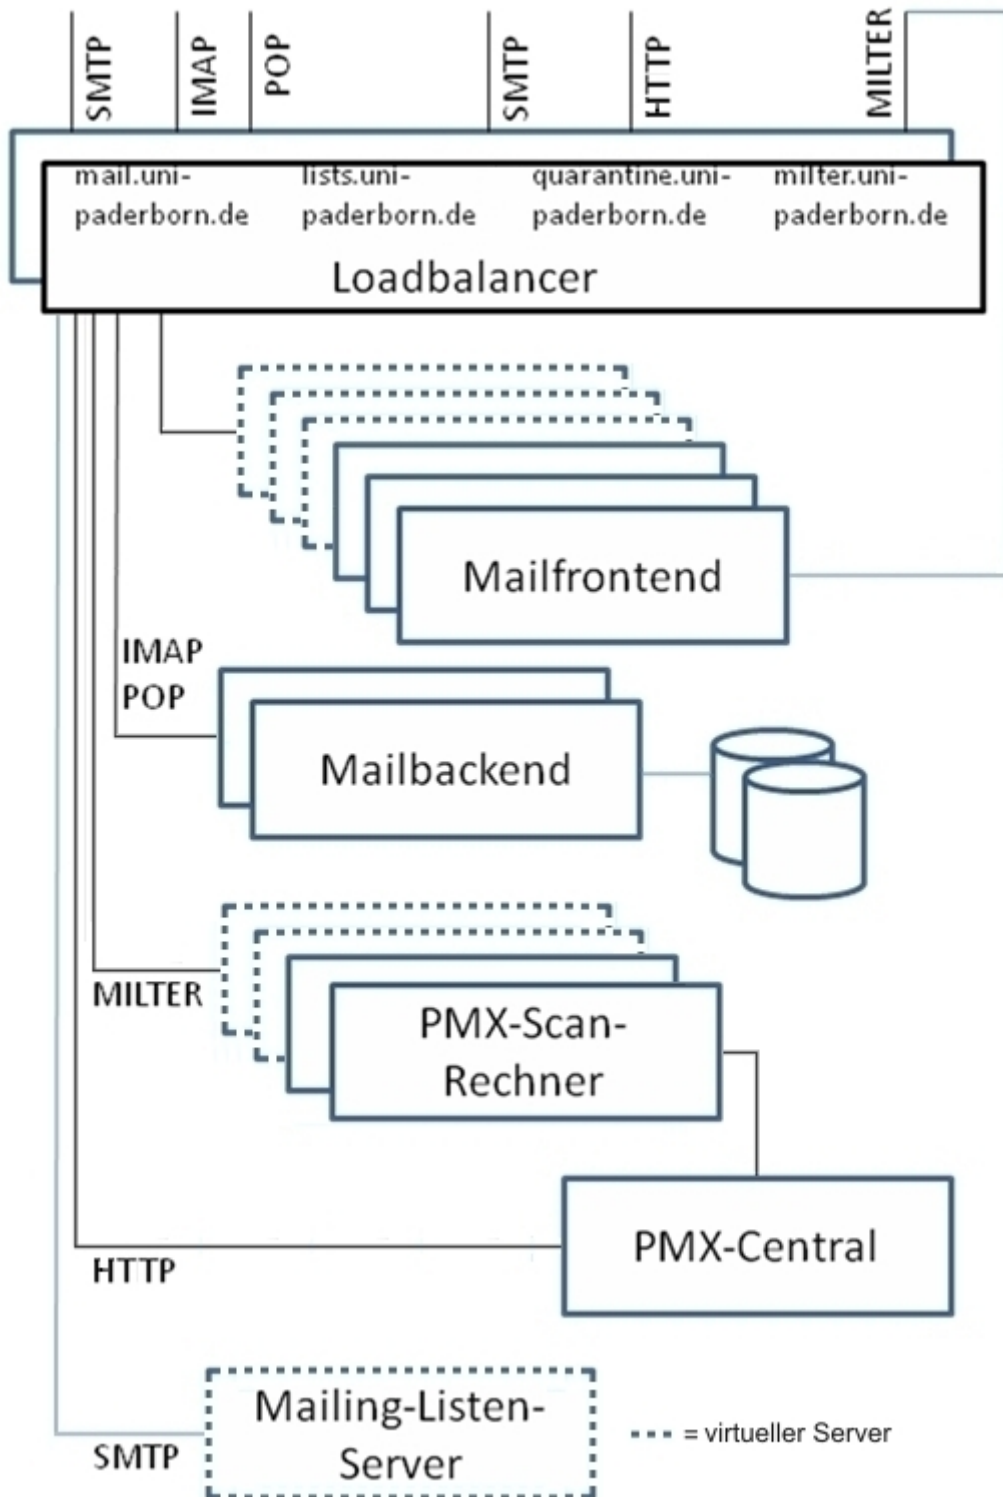 SMTP
IMAP
POP
SMTP
HTTP
MILTER
mail.uni-
paderborn.de
lists.uni-
paderborn.de
quarantine.uni-
paderborn.de
milter.uni-
paderborn.de
Loadbalancer
Mailfrontend
IMAP
POP
Mailbackend
MILTER
PMX-Scan-
Rechner
PMX-Central
HTTP
Mailing-Listen-
Server
SMTP
= virtueller Server